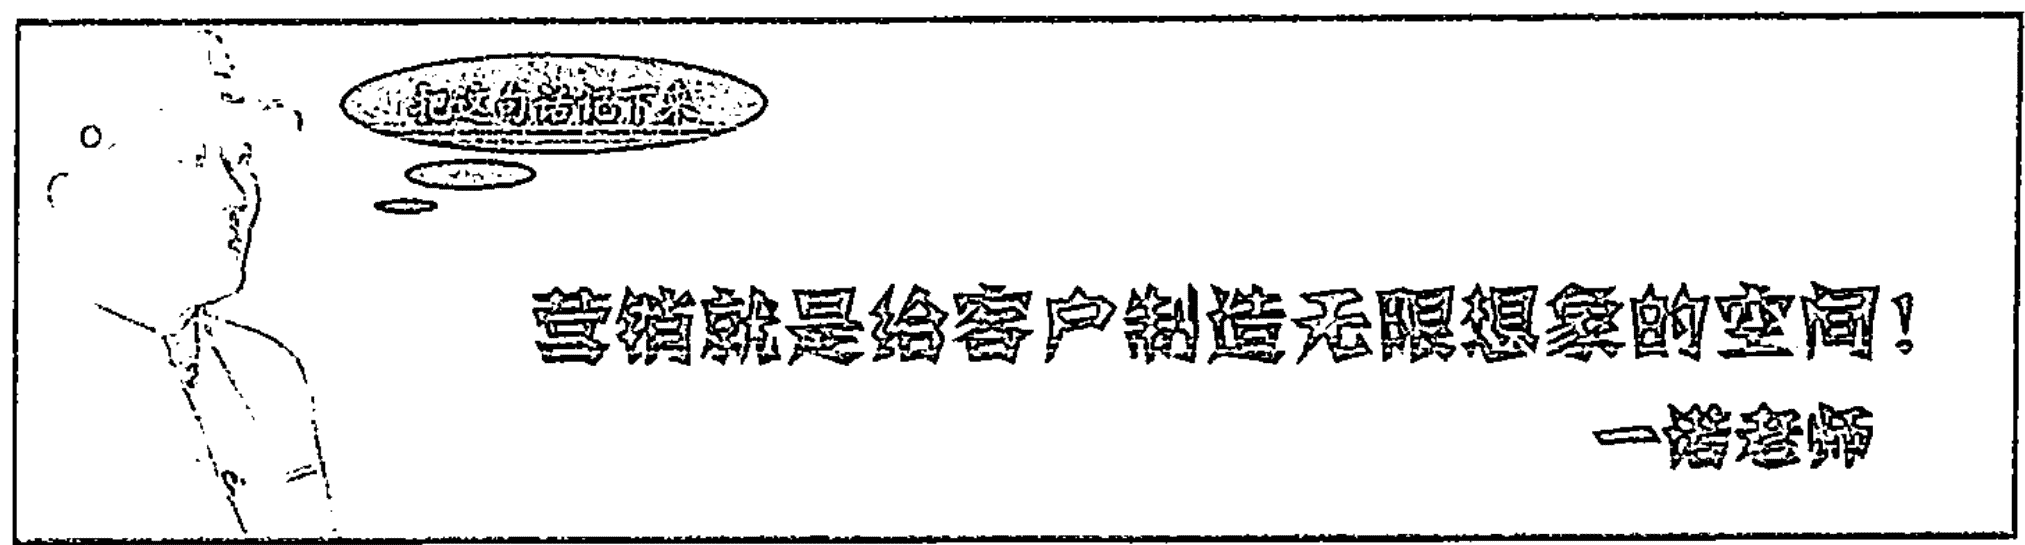 把这句话记下来
营销就是给客户制造无限想象的空间!
一诺老师